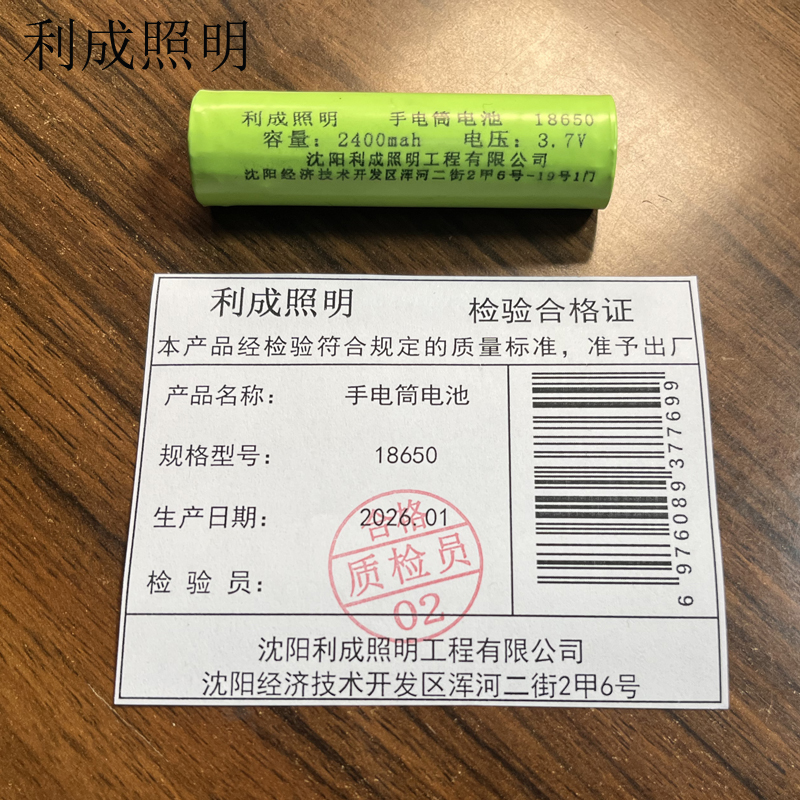 利成照明
利成照明 手电筒电池 18650
容量：2400mah 电压：3.7V
沈阳利成照明工程有限公司
沈阳经济技术开发区浑河二街2甲6号-19号1门
利成照明 检验合格证
本产品经检验符合规定的质量标准，准予出厂
产品名称： 手电筒电池
规格型号： 18650
生产日期： 2026.01
检验员：
合格
质检员
02
6976089377699
沈阳利成照明工程有限公司
沈阳经济技术开发区浑河二街2甲6号